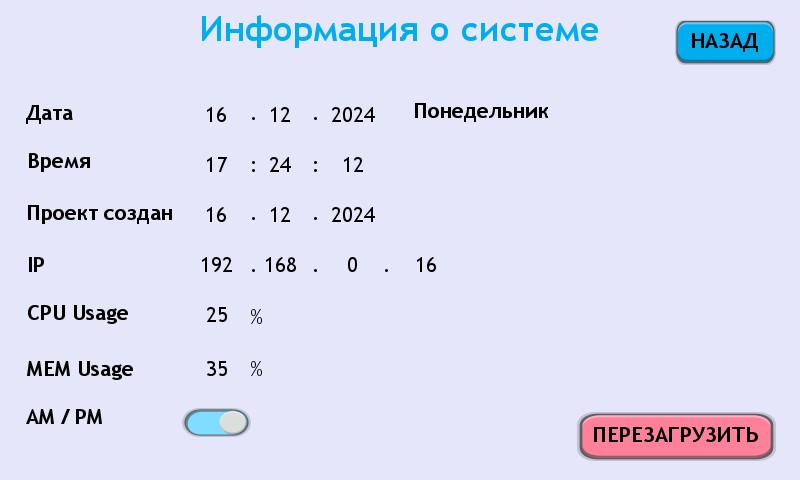 Информация о системе
НАЗАД
Дата 16 . 12 . 2024 Понедельник
Время 17 : 24 : 12
Проект создан 16 . 12 . 2024
IP 192 . 168 . 0 . 16
CPU Usage 25 %
MEM Usage 35 %
AM / PM
ПЕРЕЗАГРУЗИТЬ